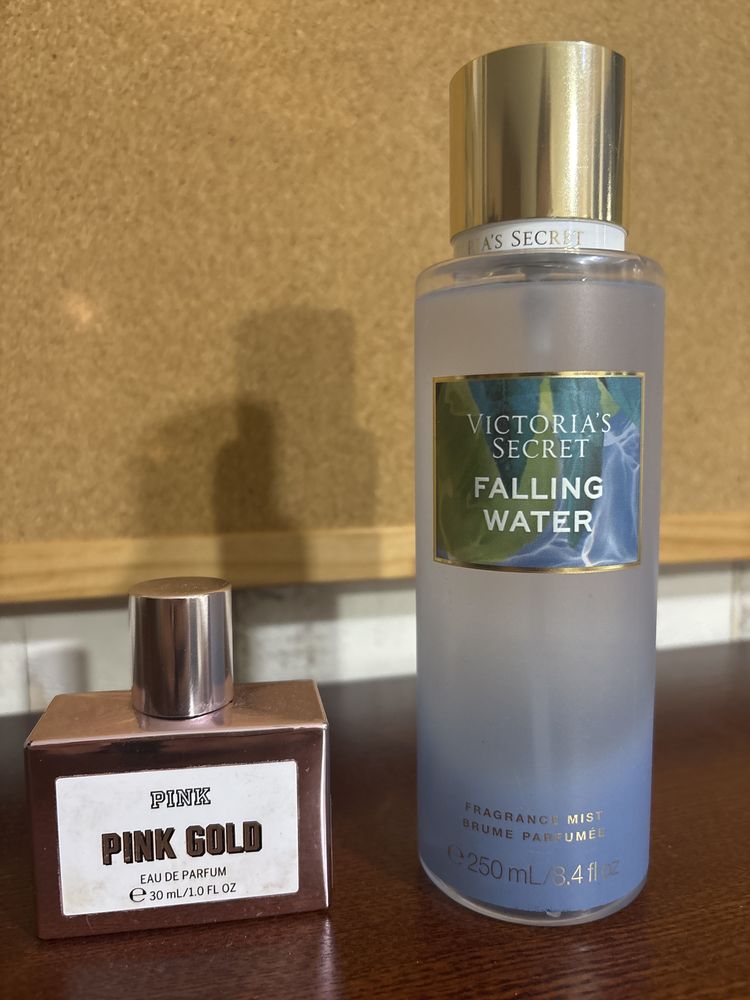 PINK
PINK GOLD
EAU DE PARFUM
℮ 30 mL/1.0 FL OZ
RIA'S SECRET
VICTORIA'S
SECRET
FALLING
WATER
FRAGRANCE MIST
BRUME PARFUMÉE
℮ 250 mL/8.4 fl oz